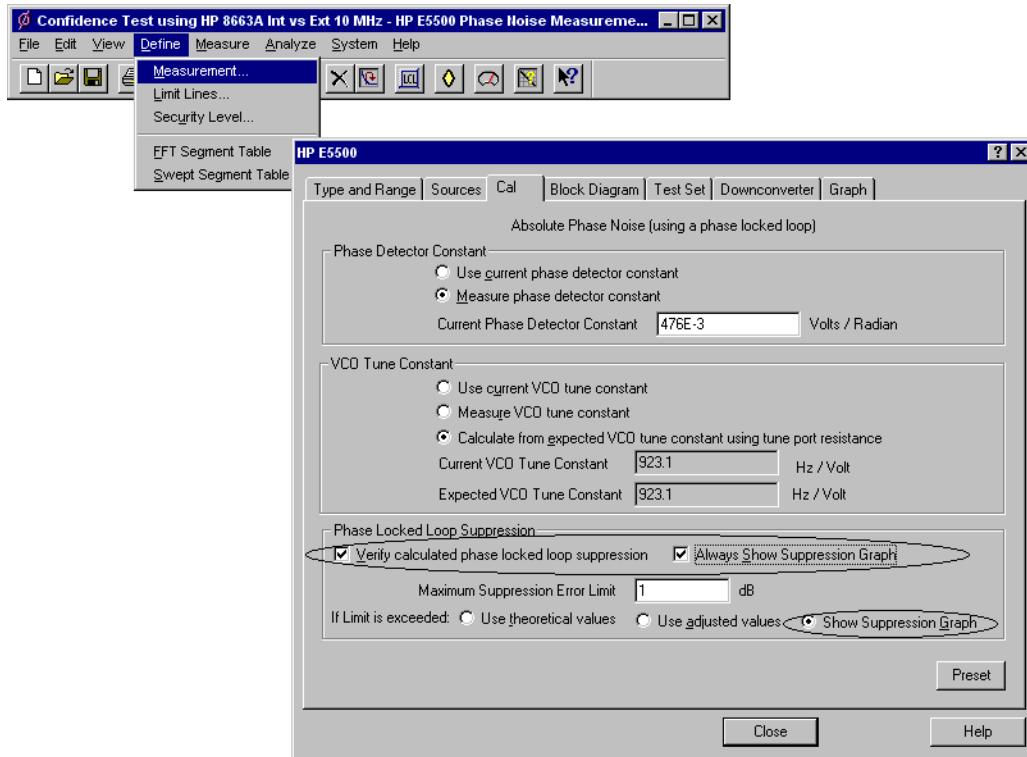 Confidence Test using HP 8663A Int vs Ext 10 MHz - HP E5500 Phase Noise Measureme...
File Edit View Define Measure Analyze System Help
Measurement...
Limit Lines...
Security Level...
FFT Segment Table
Swept Segment Table
HP E5500
Type and Range Sources Cal Block Diagram Test Set Downconverter Graph
Absolute Phase Noise (using a phase locked loop)
Phase Detector Constant
Use current phase detector constant
Measure phase detector constant
Current Phase Detector Constant 476E-3 Volts / Radian
VCO Tune Constant
Use current VCO tune constant
Measure VCO tune constant
Calculate from expected VCO tune constant using tune port resistance
Current VCO Tune Constant 923.1 Hz / Volt
Expected VCO Tune Constant 923.1 Hz / Volt
Phase Locked Loop Suppression
Verify calculated phase locked loop suppression Always Show Suppression Graph
Maximum Suppression Error Limit 1 dB
If Limit is exceeded: Use theoretical values Use adjusted values Show Suppression Graph
Preset
Close Help